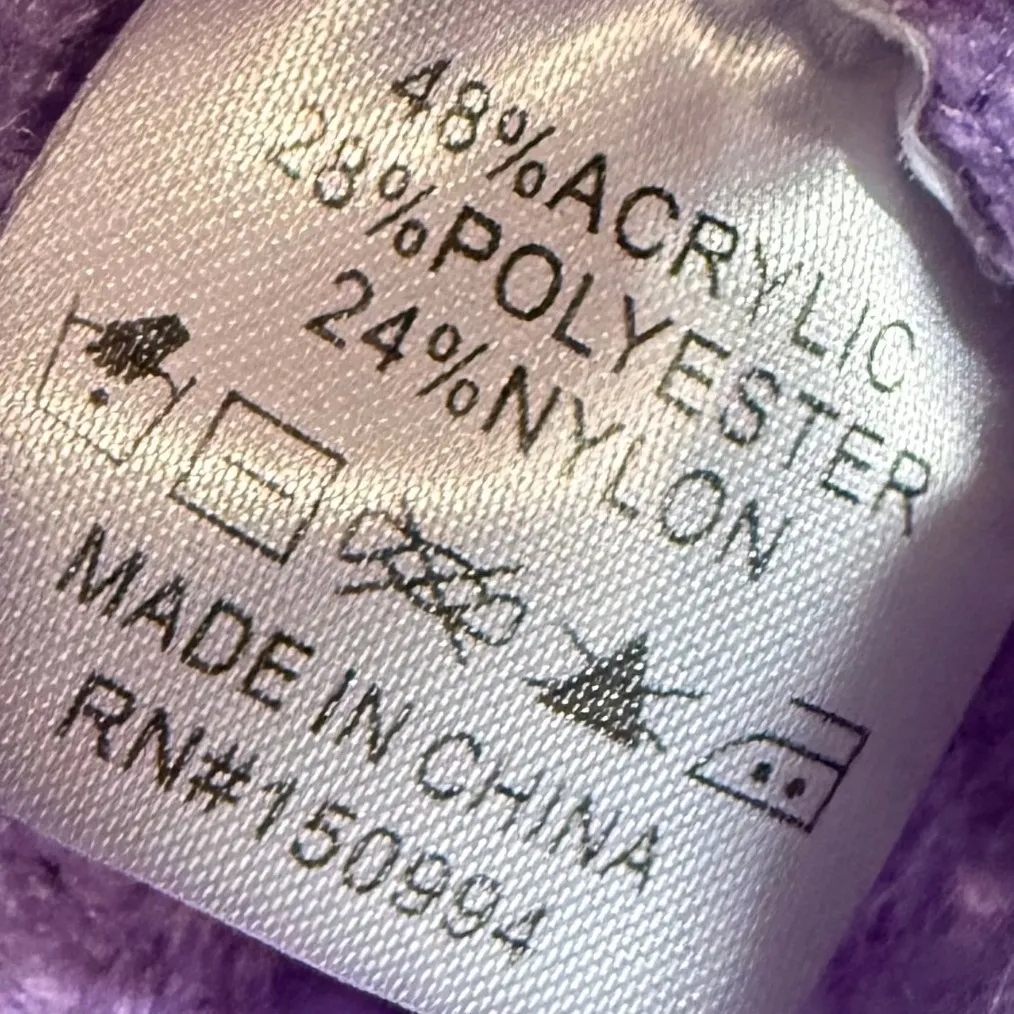 48%ACRYLIC
28%POLYESTER
24%NYLON
MADE IN CHINA
RN#150994